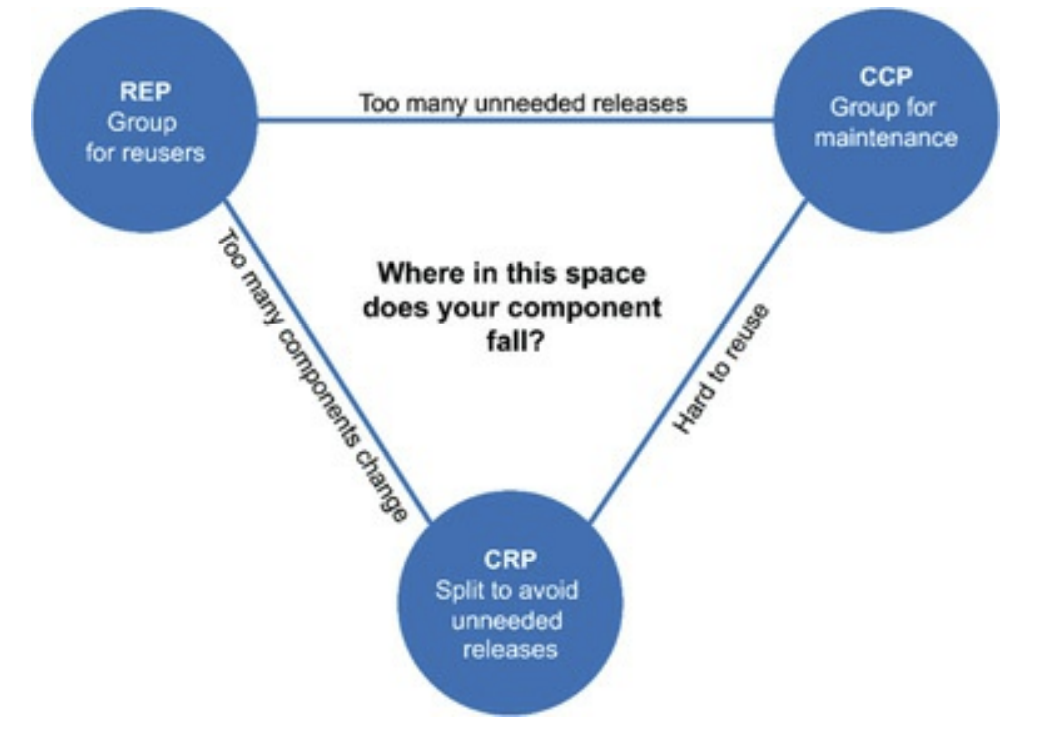 REP
Group
for reusers
Too many unneeded releases
CCP
Group for
maintenance
Too many components change
Where in this space
does your component
fall?
Hard to reuse
CRP
Split to avoid
unneeded
releases